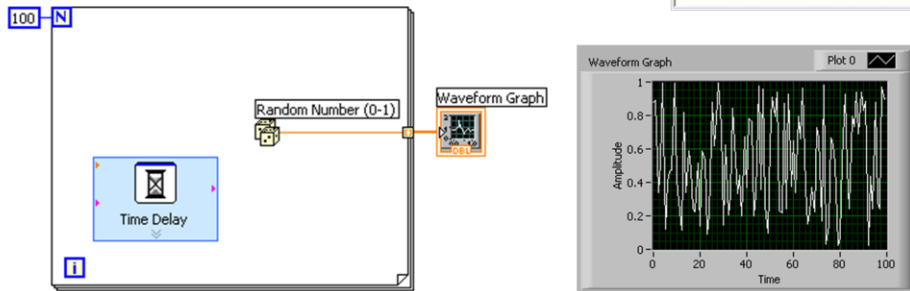 100
N
Random Number (0-1)
Waveform Graph
DBL
Time Delay
i
Waveform Graph
Plot 0
Amplitude
1
0.8
0.6
0.4
0.2
0
0 20 40 60 80 100
Time